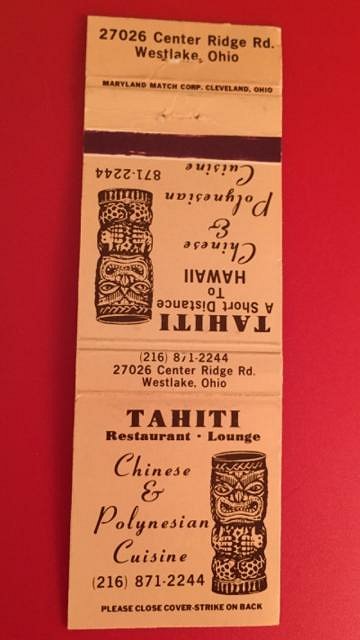 27026 Center Ridge Rd.
Westlake, Ohio
MARYLAND MATCH CORP. CLEVELAND, OHIO
TAHITI
A Short Distance
To
HAWAII
Chinese
&
Polynesian
Cuisine
871-2244
(216) 871-2244
27026 Center Ridge Rd.
Westlake, Ohio
TAHITI
Restaurant · Lounge
Chinese
&
Polynesian
Cuisine
(216) 871-2244
PLEASE CLOSE COVER-STRIKE ON BACK